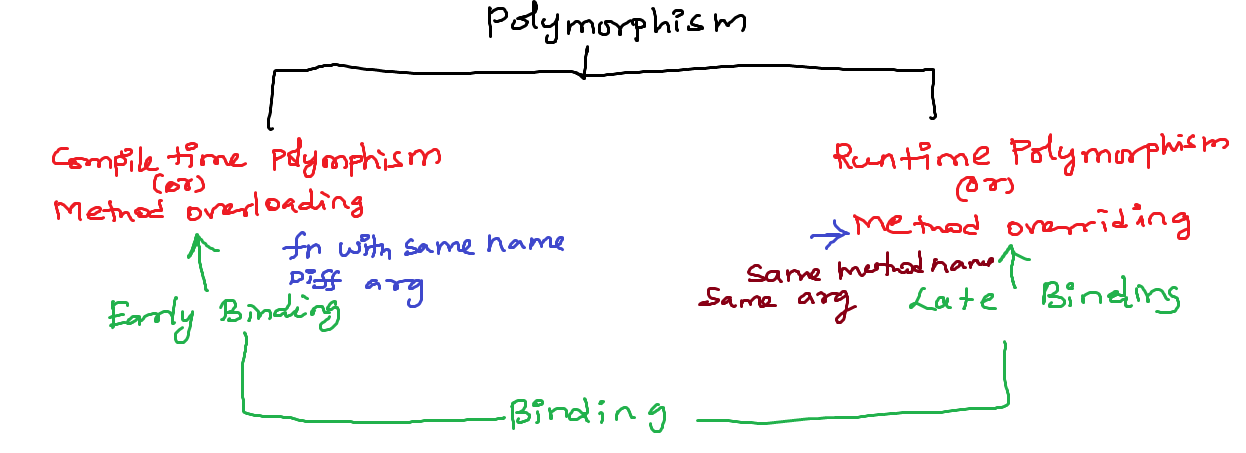 Polymorphism
Compile time Polymphism
(or)
Method overloading
fn with same name
Diff arg
Early Binding
Runtime Polymorphism
(or)
Method overriding
Same method name
Same arg
Late Binding
Binding